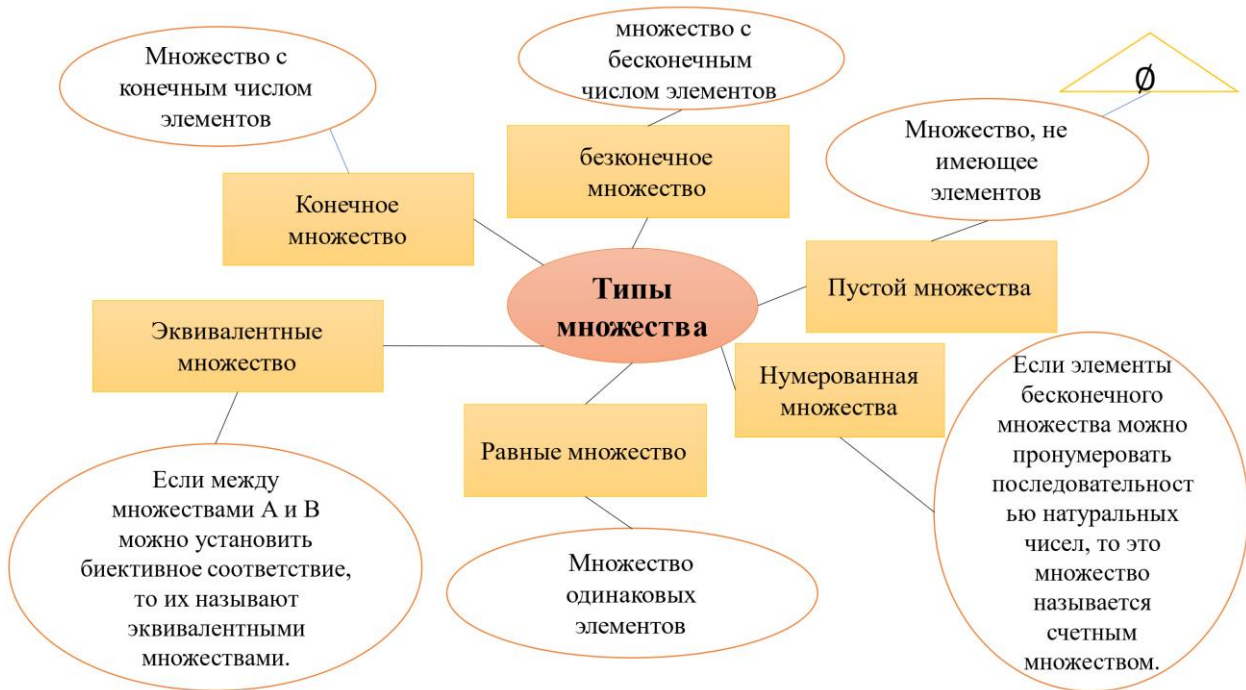 Множество с
конечным числом
элементов
множество с
бесконечным
числом элементов
Ø
Множество, не
имеющее
элементов
безконечное
множество
Конечное
множество
Типы
множества
Пустой множества
Эквивалентные
множество
Нумерованная
множества
Равные множество
Если элементы
бесконечного
множества можно
пронумеровать
последовательност
ью натуральных
чисел, то это
множество
называется
счетным
множеством.
Если между
множествами А и В
можно установить
биективное соответствие,
то их называют
эквивалентными
множествами.
Множество
одинаковых
элементов